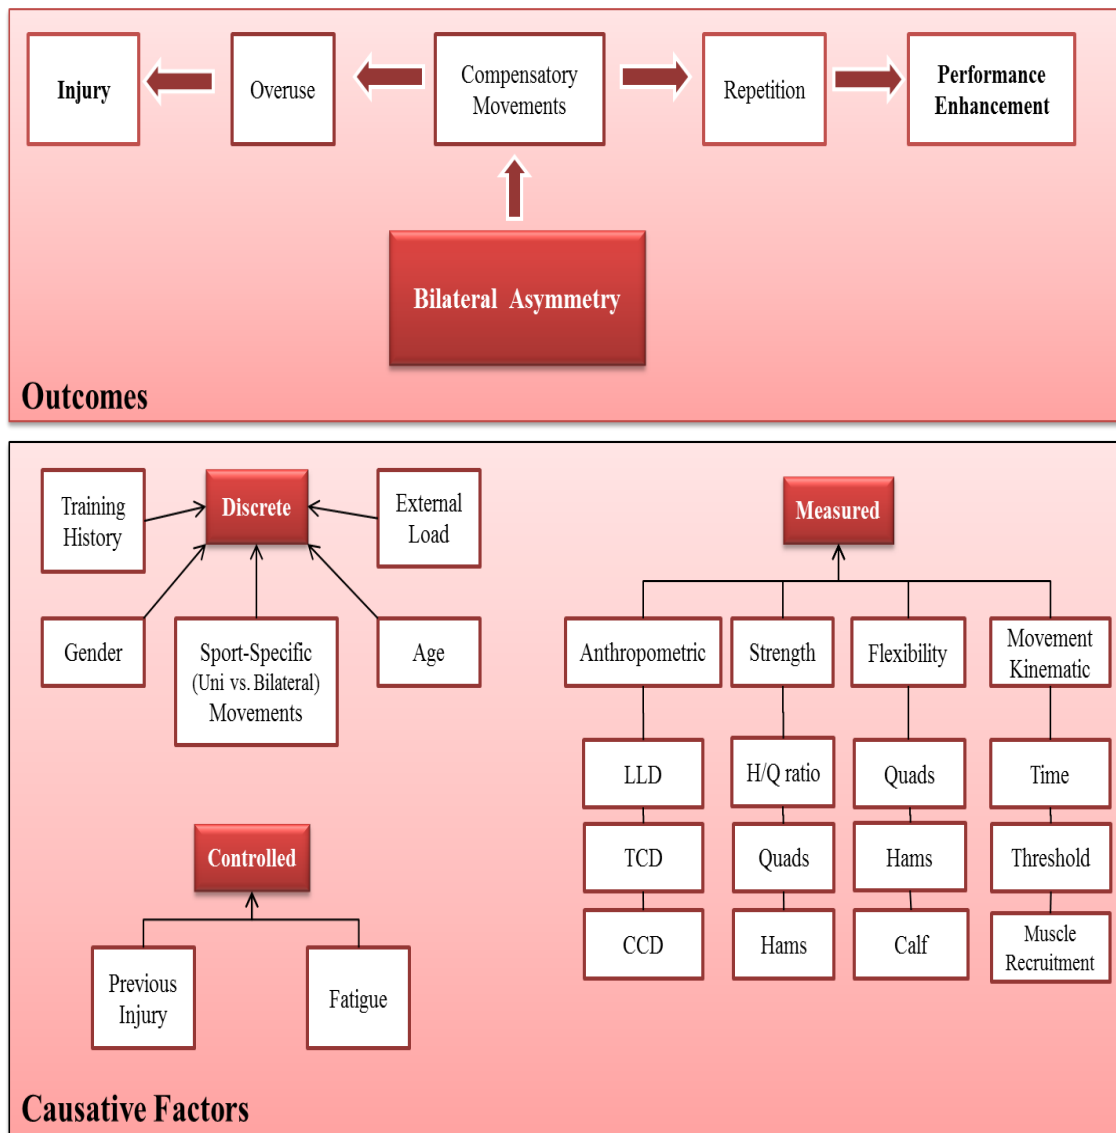 Injury
Overuse
Compensatory
Movements
Repetition
Performance
Enhancement
Bilateral Asymmetry
Outcomes
Training
History
Discrete
External
Load
Gender
Sport-Specific
(Uni vs. Bilateral)
Movements
Age
Controlled
Previous
Injury
Fatigue
Measured
Anthropometric
Strength
Flexibility
Movement
Kinematic
LLD
H/Q ratio
Quads
Time
TCD
Quads
Hams
Threshold
CCD
Hams
Calf
Muscle
Recruitment
Causative Factors